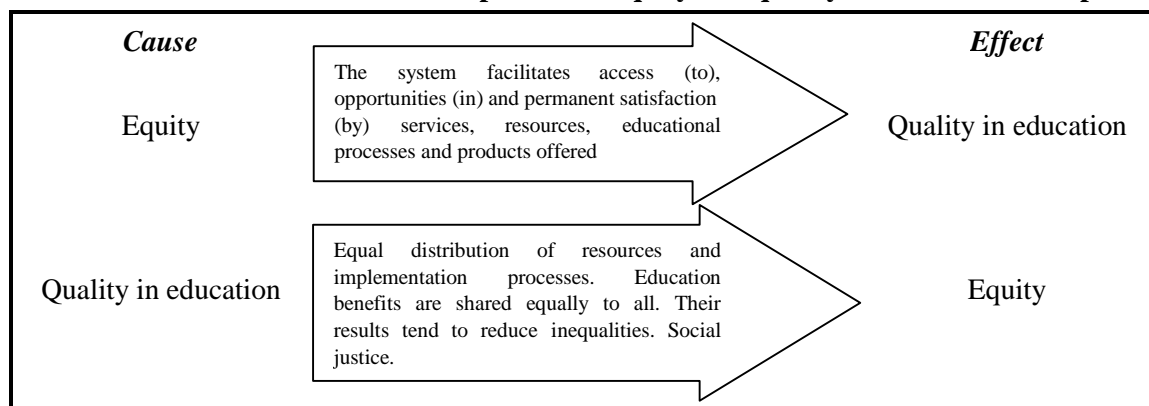 Cause
Effect
The system facilitates access (to),
opportunities (in) and permanent satisfaction
(by) services, resources, educational
processes and products offered
Equity
Quality in education
Equal distribution of resources and
implementation processes. Education
benefits are shared equally to all. Their
results tend to reduce inequalities. Social
justice.
Quality in education
Equity